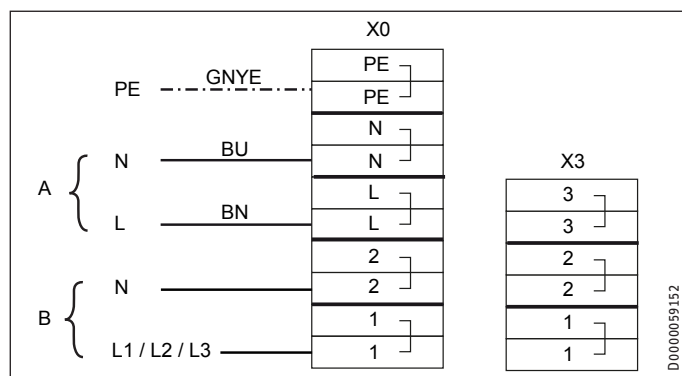 X0
PE
GNYE
PE
PE
N
A
N
BU
N
X3
L
3
L
BN
L
3
2
2
B
N
2
2
1
1
L1 / L2 / L3
1
1
D0000059152